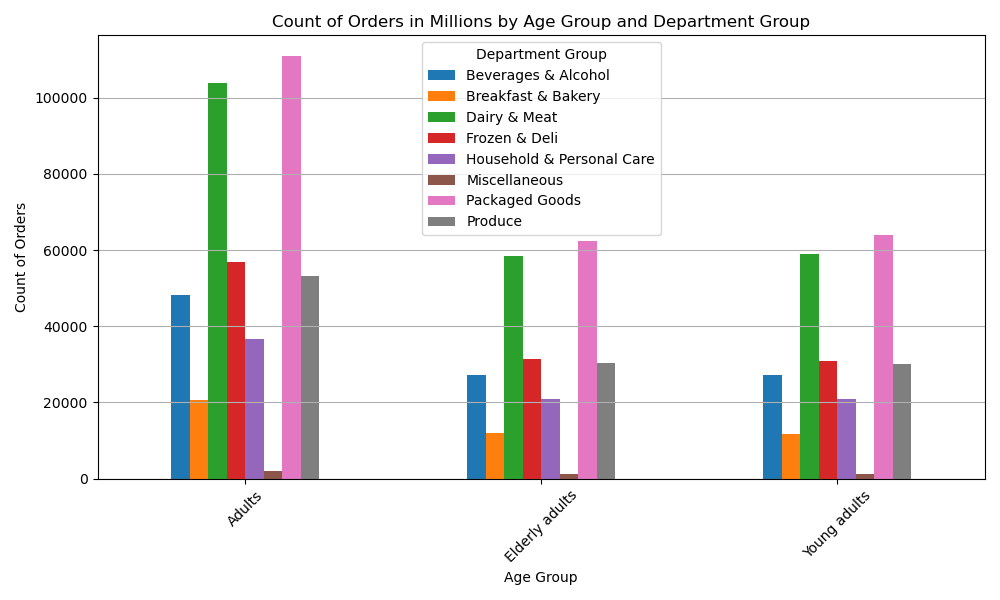 Count of Orders in Millions by Age Group and Department Group
Department Group
Beverages & Alcohol
Breakfast & Bakery
Dairy & Meat
Frozen & Deli
Household & Personal Care
Miscellaneous
Packaged Goods
Produce
Count of Orders
100000
80000
60000
40000
20000
0
Adults
Elderly adults
Young adults
Age Group